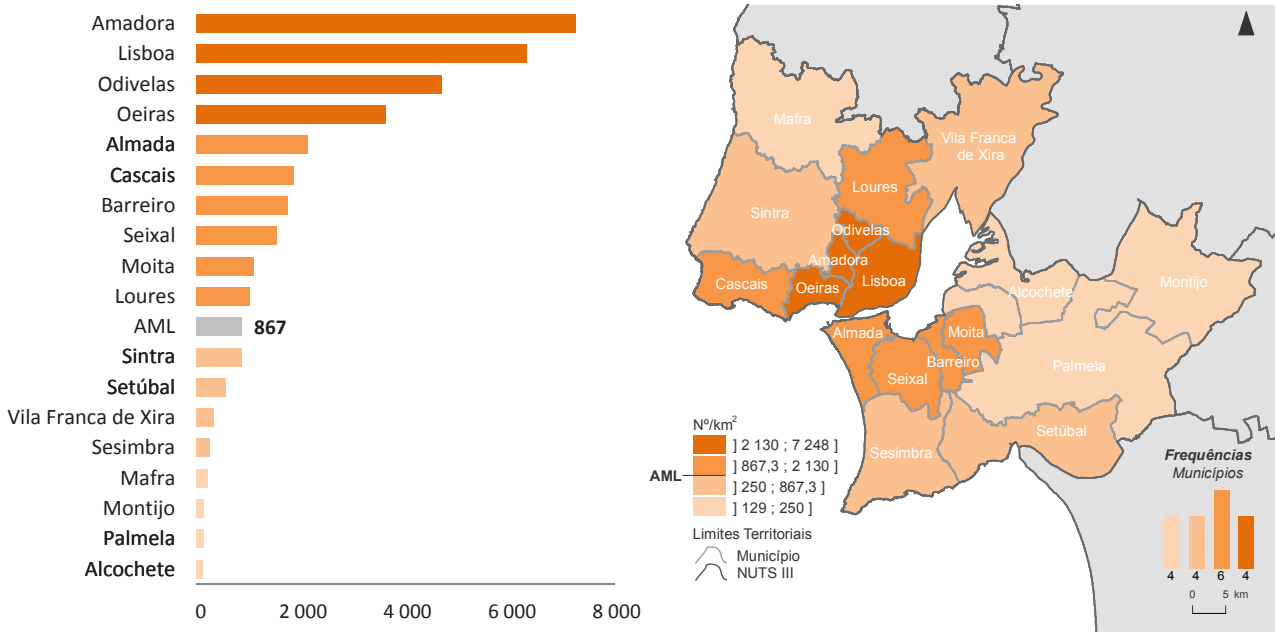 Amadora
Lisboa
Odivelas
Oeiras
Almada
Cascais
Barreiro
Seixal
Moita
Loures
AML
867
Sintra
Setúbal
Vila Franca de Xira
Sesimbra
Mafra
Montijo
Palmela
Alcochete
0 2 000 4 000 6 000 8 000
Mafra
Vila Franca
de Xira
Loures
Sintra
Odivelas
Amadora
Lisboa
Cascais
Oeiras
Alcochete
Montijo
Almada
Moita
Barreiro
Seixal
Palmela
Setúbal
Sesimbra
Nº/km²
] 2 130 ; 7 248 ]
] 867,3 ; 2 130 ]
AML
] 250 ; 867,3 ]
] 129 ; 250 ]
Limites Territoriais
Município
NUTS III
Frequências
Municípios
4 4 6 4
0 5 km